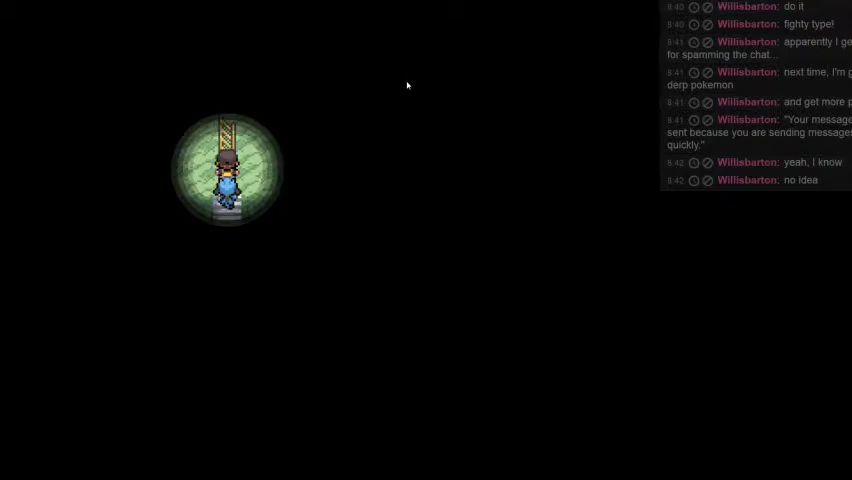 8:40 Willisbarton: do it
8:40 Willisbarton: fighty type!
8:41 Willisbarton: apparently I ge
for spamming the chat...
8:41 Willisbarton: next time, I'm g
derp pokemon
8:41 Willisbarton: and get more p
8:41 Willisbarton: "Your message
sent because you are sending messages
quickly."
8:42 Willisbarton: yeah, I know
8:42 Willisbarton: no idea